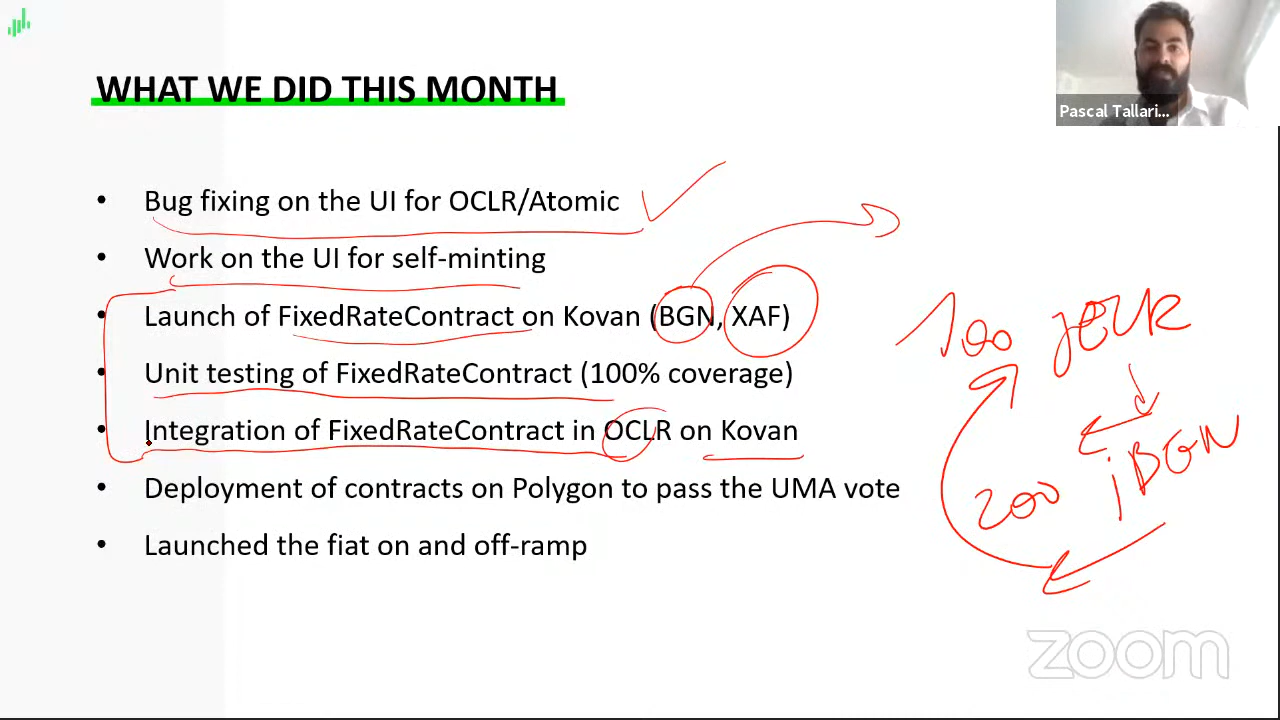 WHAT WE DID THIS MONTH
Pascal Tallari...
• Bug fixing on the UI for OCLR/Atomic
• Work on the UI for self-minting
• Launch of FixedRateContract on Kovan (BGN, XAF)
• Unit testing of FixedRateContract (100% coverage)
• Integration of FixedRateContract in OCLR on Kovan
• Deployment of contracts on Polygon to pass the UMA vote
• Launched the fiat on and off-ramp
100 jEUR
200 jBGN
zoom